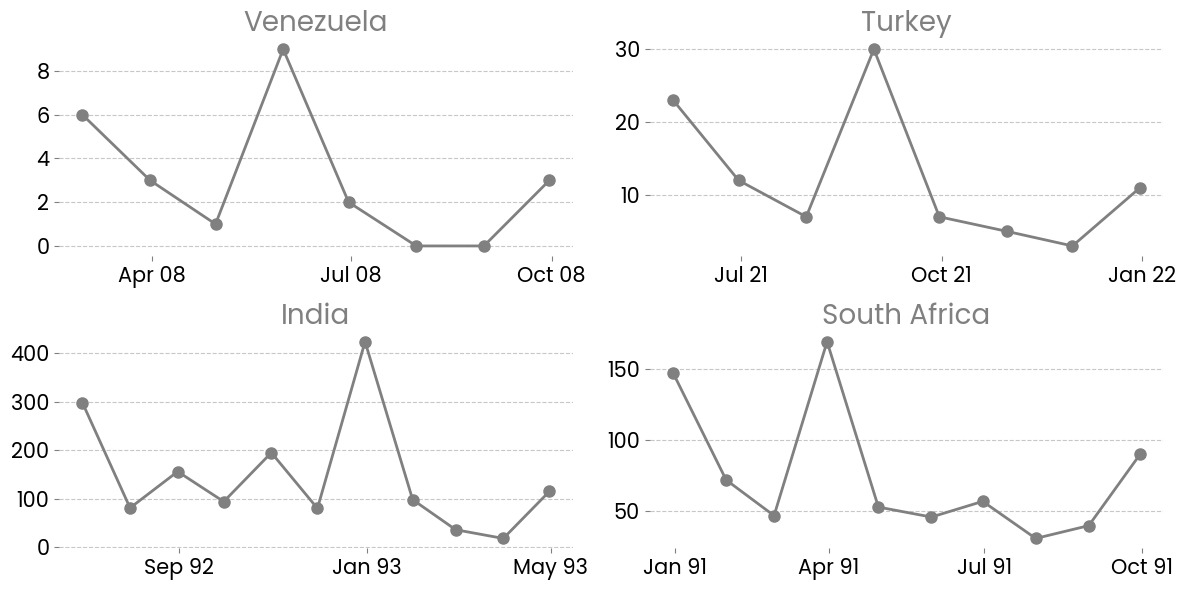 Venezuela
8
6
4
2
0
Apr 08 Jul 08 Oct 08
Turkey
30
20
10
Jul 21 Oct 21 Jan 22
India
400
300
200
100
0
Sep 92 Jan 93 May 93
South Africa
150
100
50
Jan 91 Apr 91 Jul 91 Oct 91